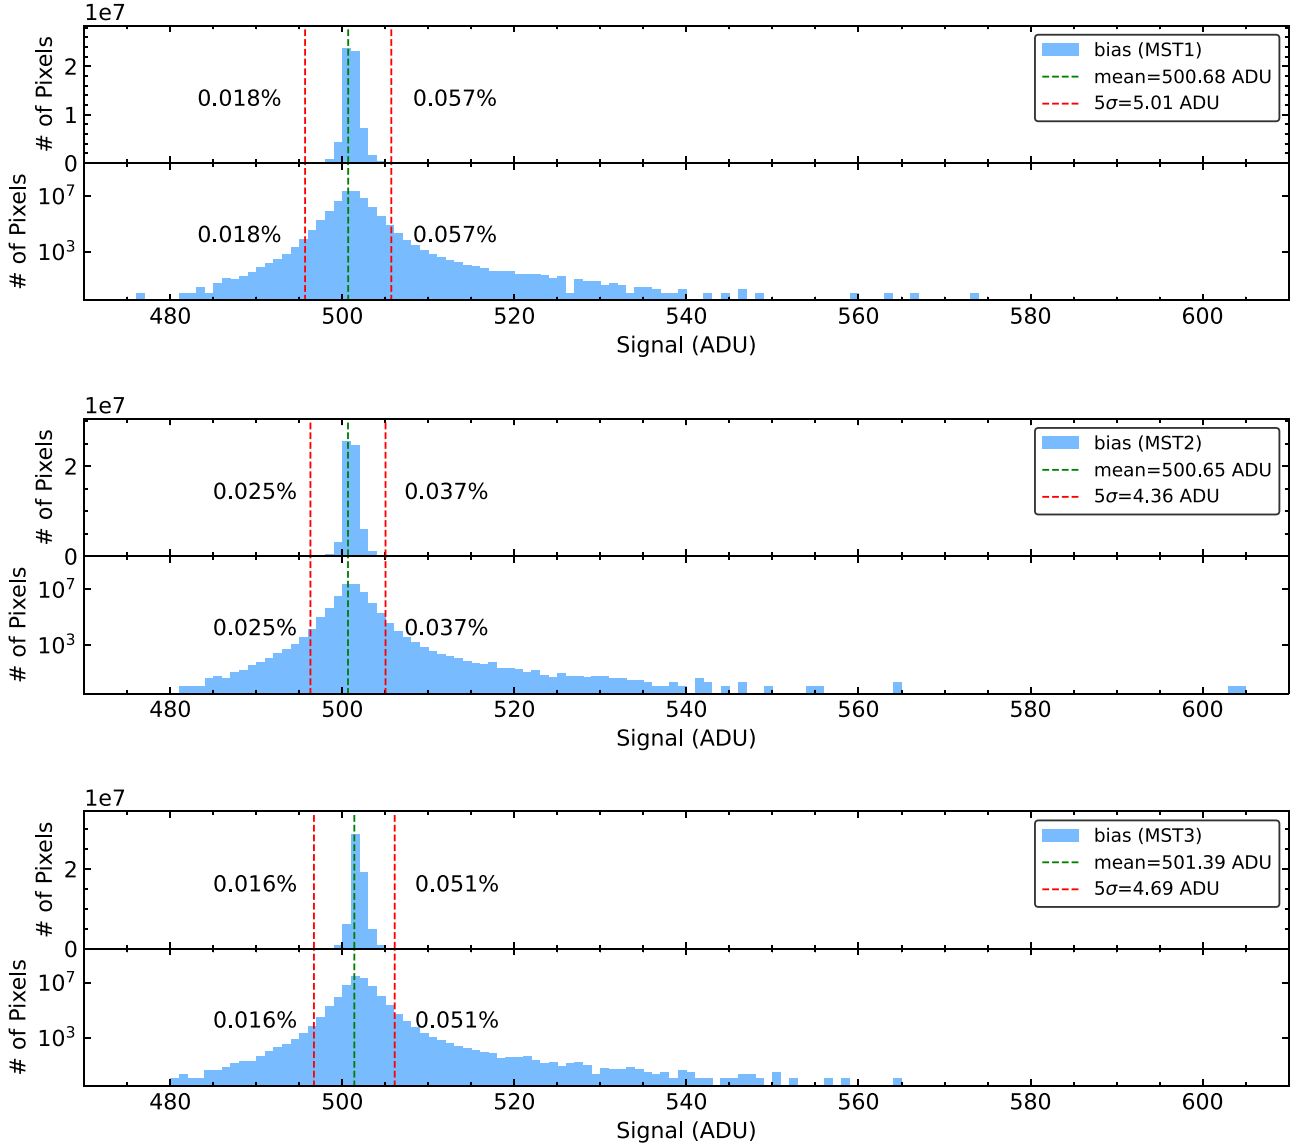 1e7
# of Pixels
2
1
0
0.018%
0.057%
bias (MST1)
mean=500.68 ADU
5σ=5.01 ADU
# of Pixels
10^7
10^3
0.018%
0.057%
480 500 520 540 560 580 600
Signal (ADU)
1e7
# of Pixels
2
0
0.025%
0.037%
bias (MST2)
mean=500.65 ADU
5σ=4.36 ADU
# of Pixels
10^7
10^3
0.025%
0.037%
480 500 520 540 560 580 600
Signal (ADU)
1e7
# of Pixels
2
0
0.016%
0.051%
bias (MST3)
mean=501.39 ADU
5σ=4.69 ADU
# of Pixels
10^7
10^3
0.016%
0.051%
480 500 520 540 560 580 600
Signal (ADU)